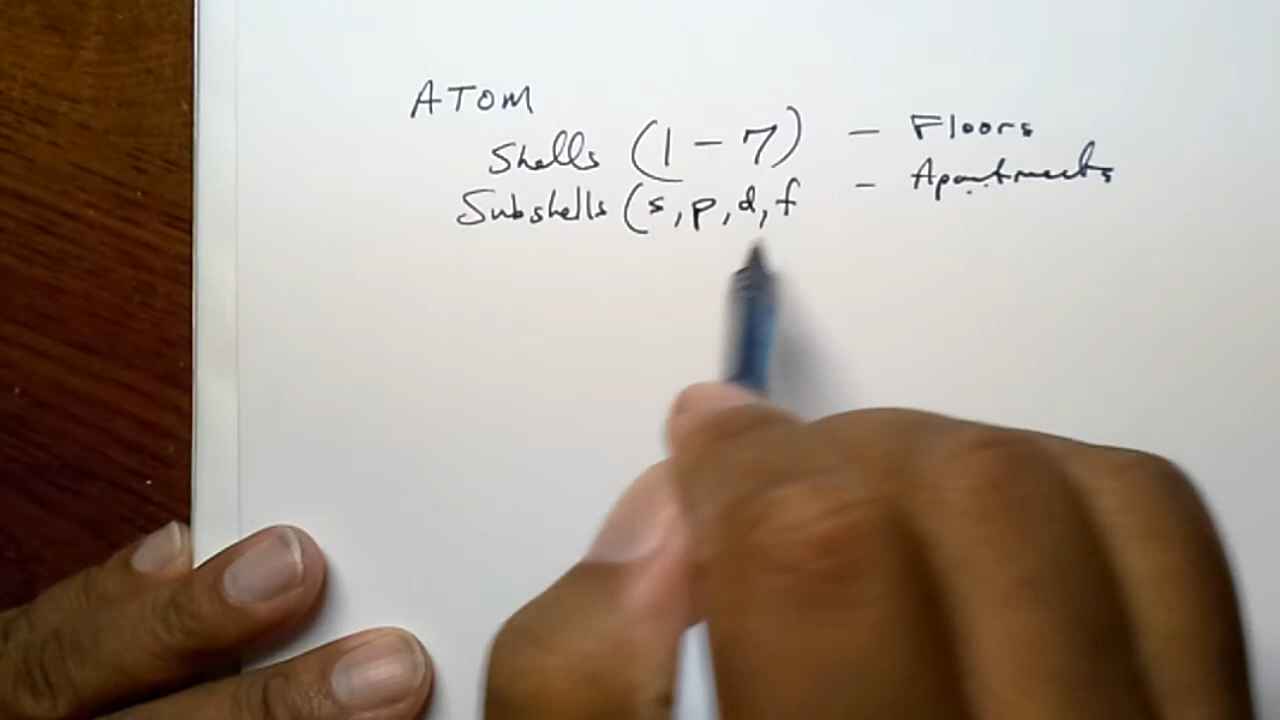 ATOM
Shells (1 - 7) - Floors
Subshells (s, p, d, f - Apartments